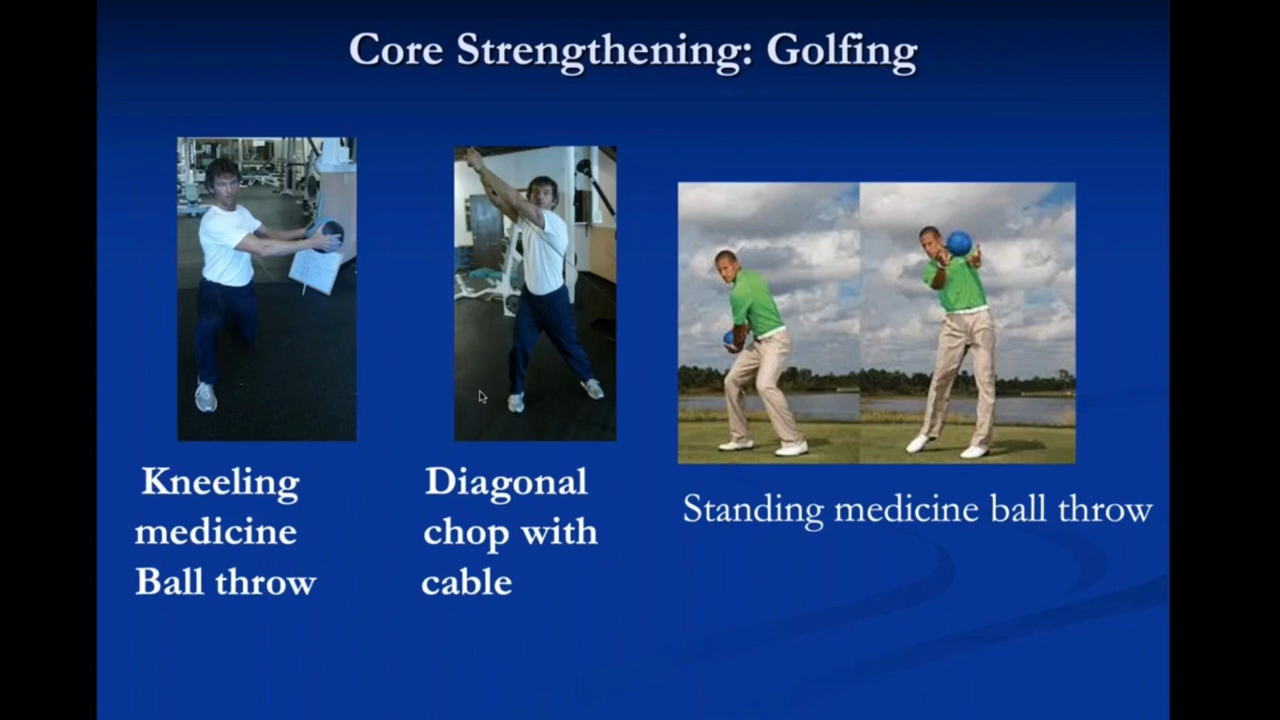 Core Strengthening: Golfing
Kneeling
medicine
Ball throw
Diagonal
chop with
cable
Standing medicine ball throw